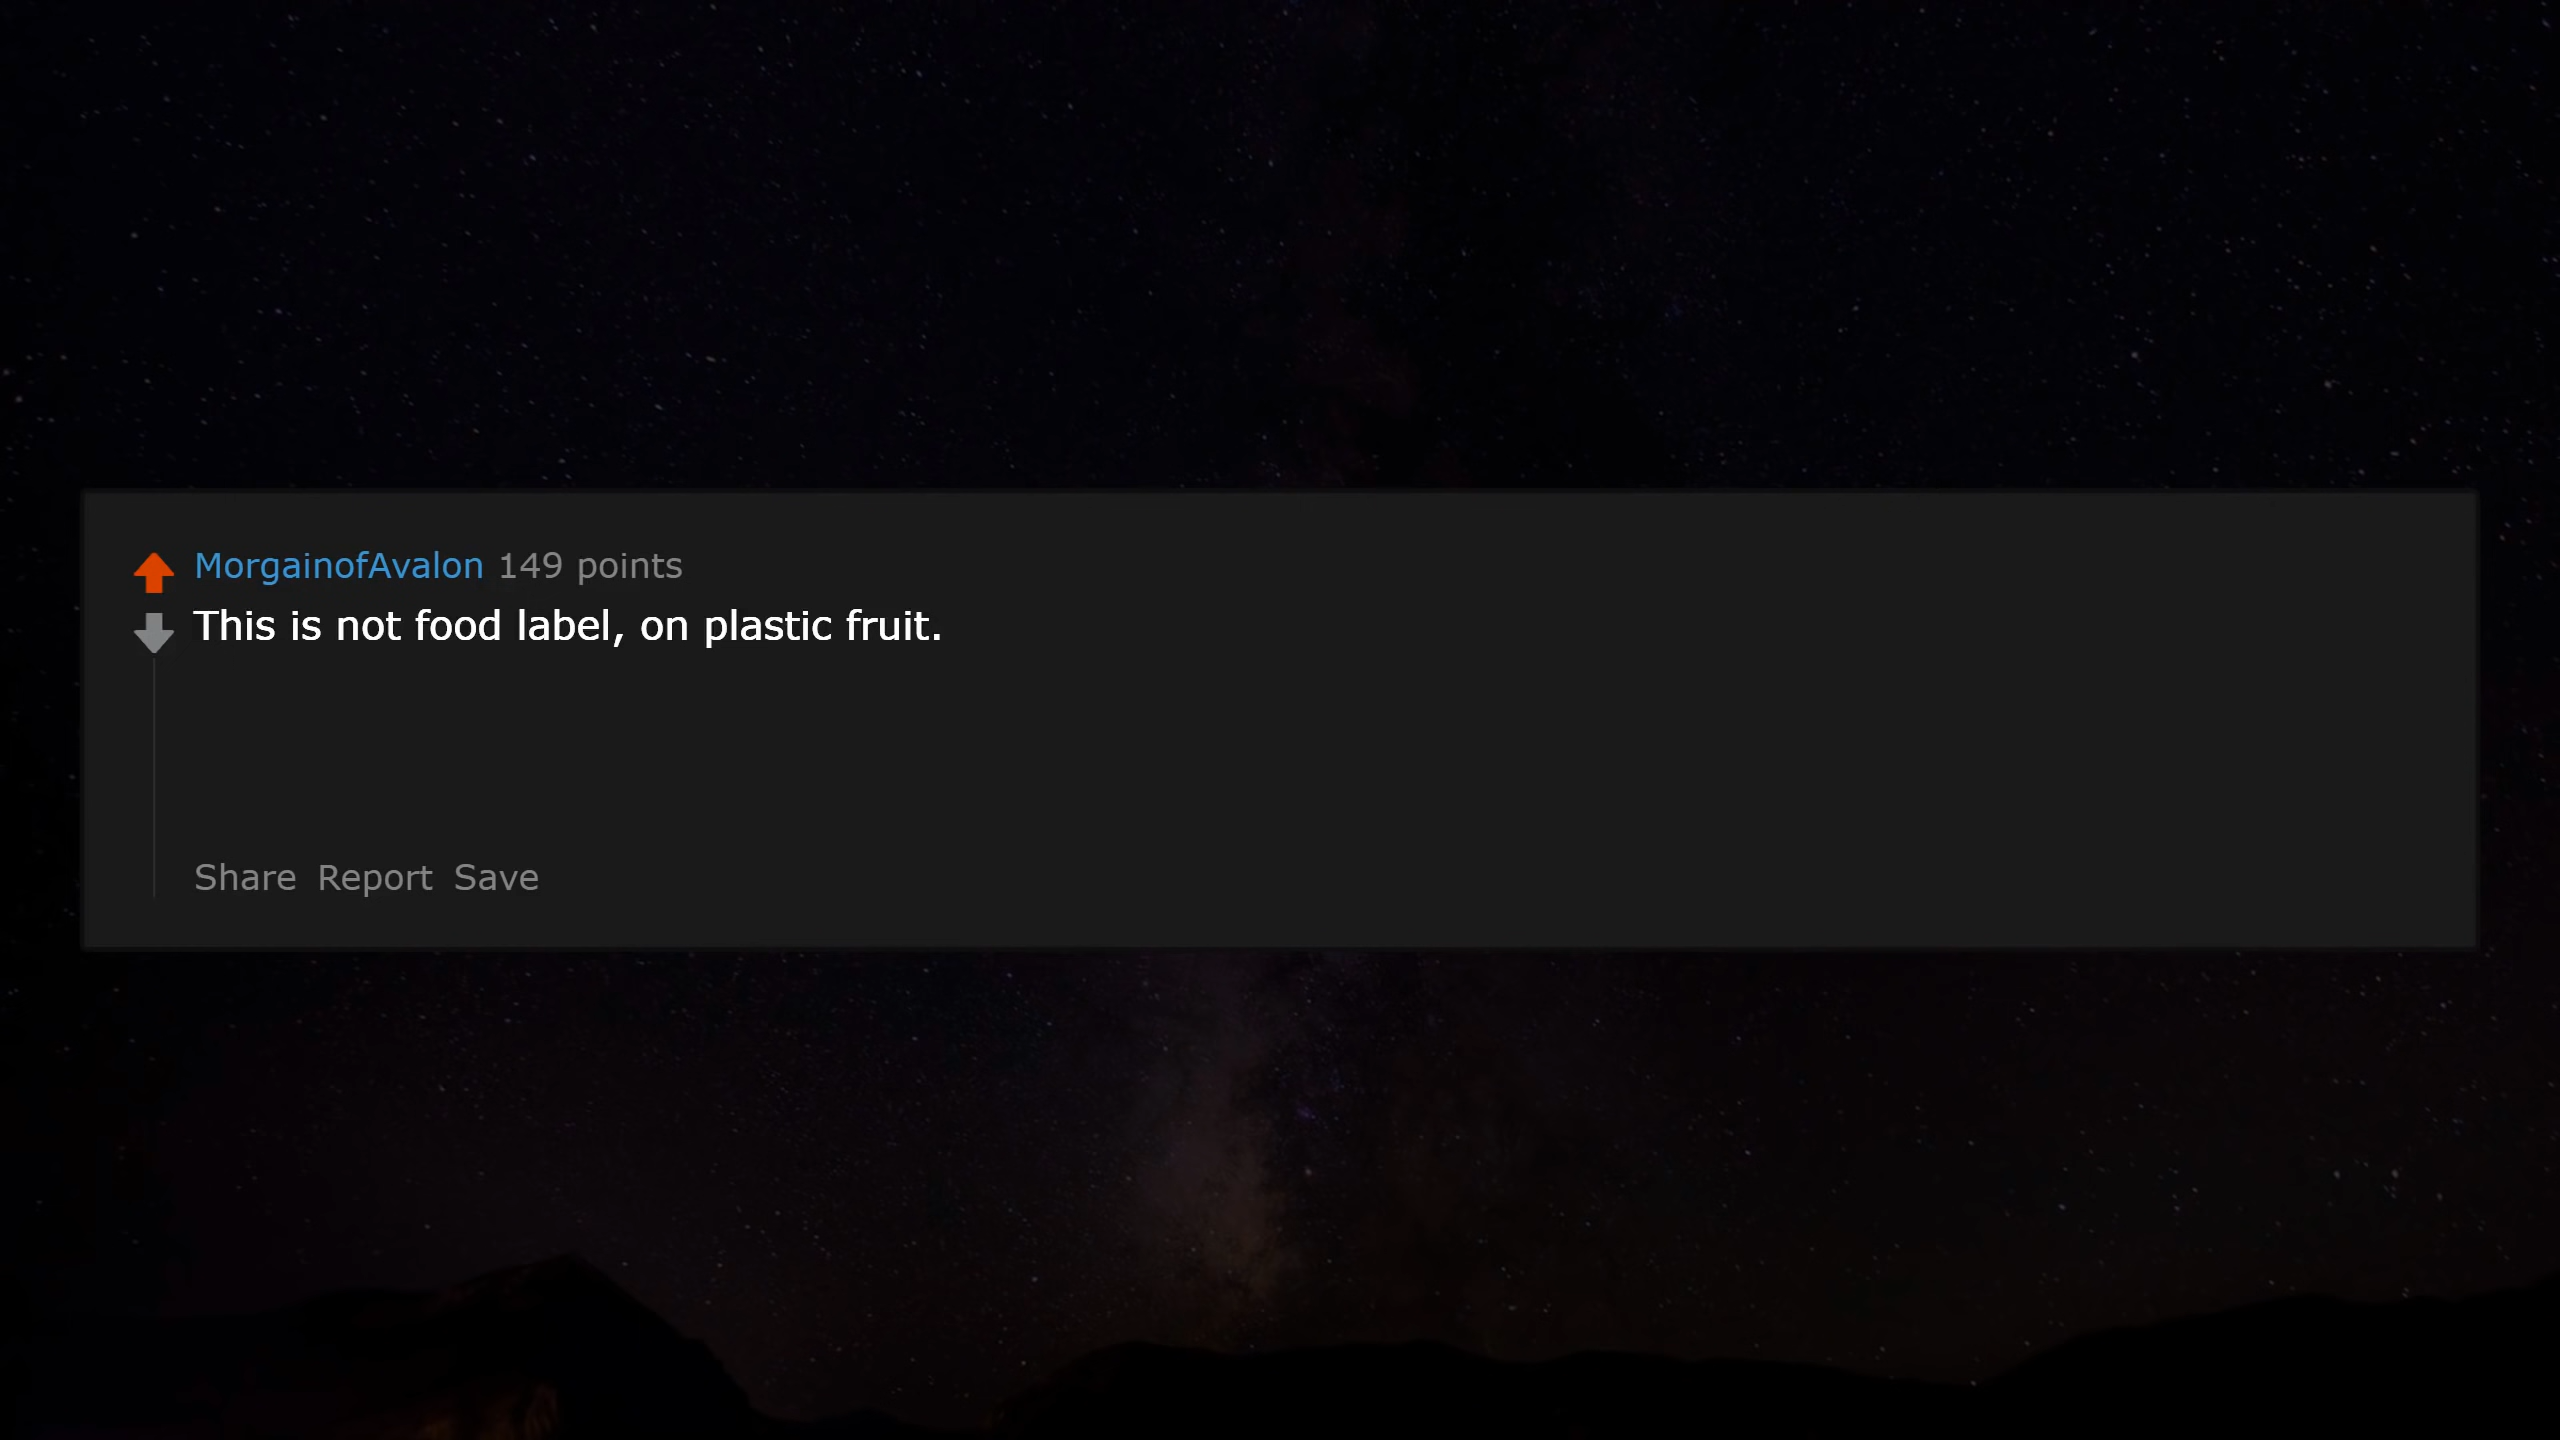 MorgainofAvalon 149 points
This is not food label, on plastic fruit.
Share Report Save